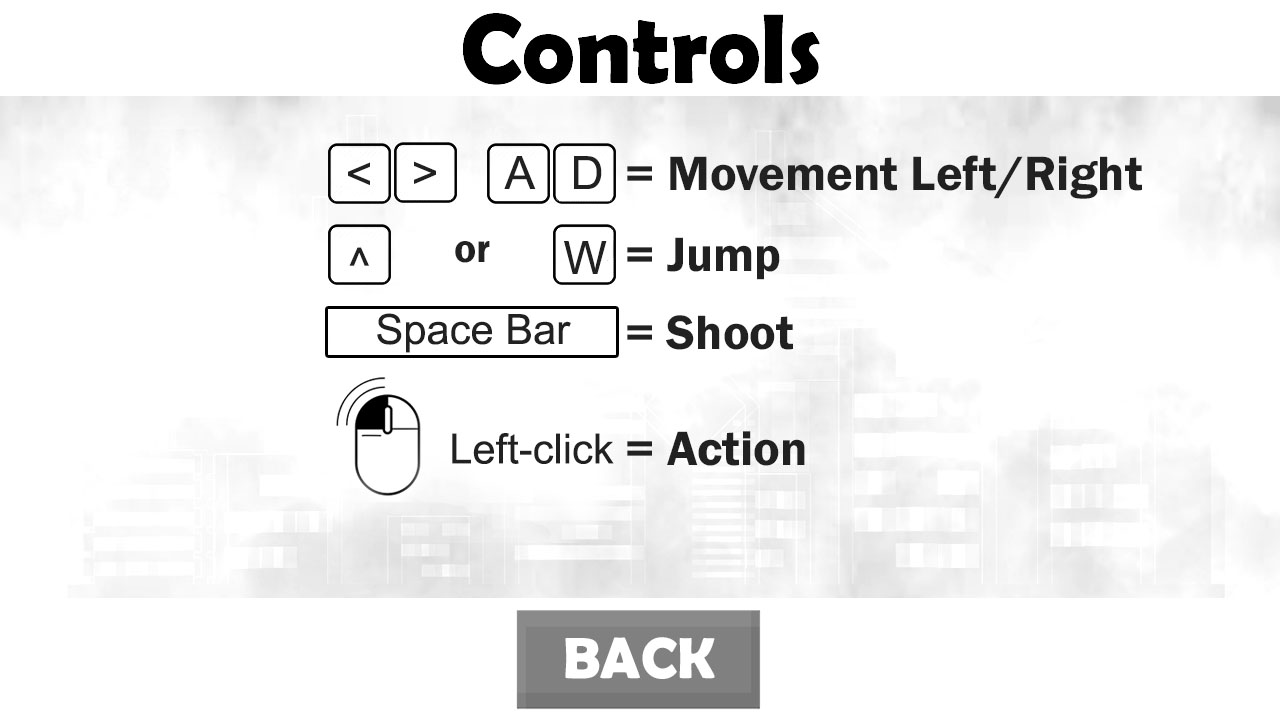 Controls
< > A D = Movement Left/Right
^ or W = Jump
Space Bar = Shoot
Left-click = Action
BACK